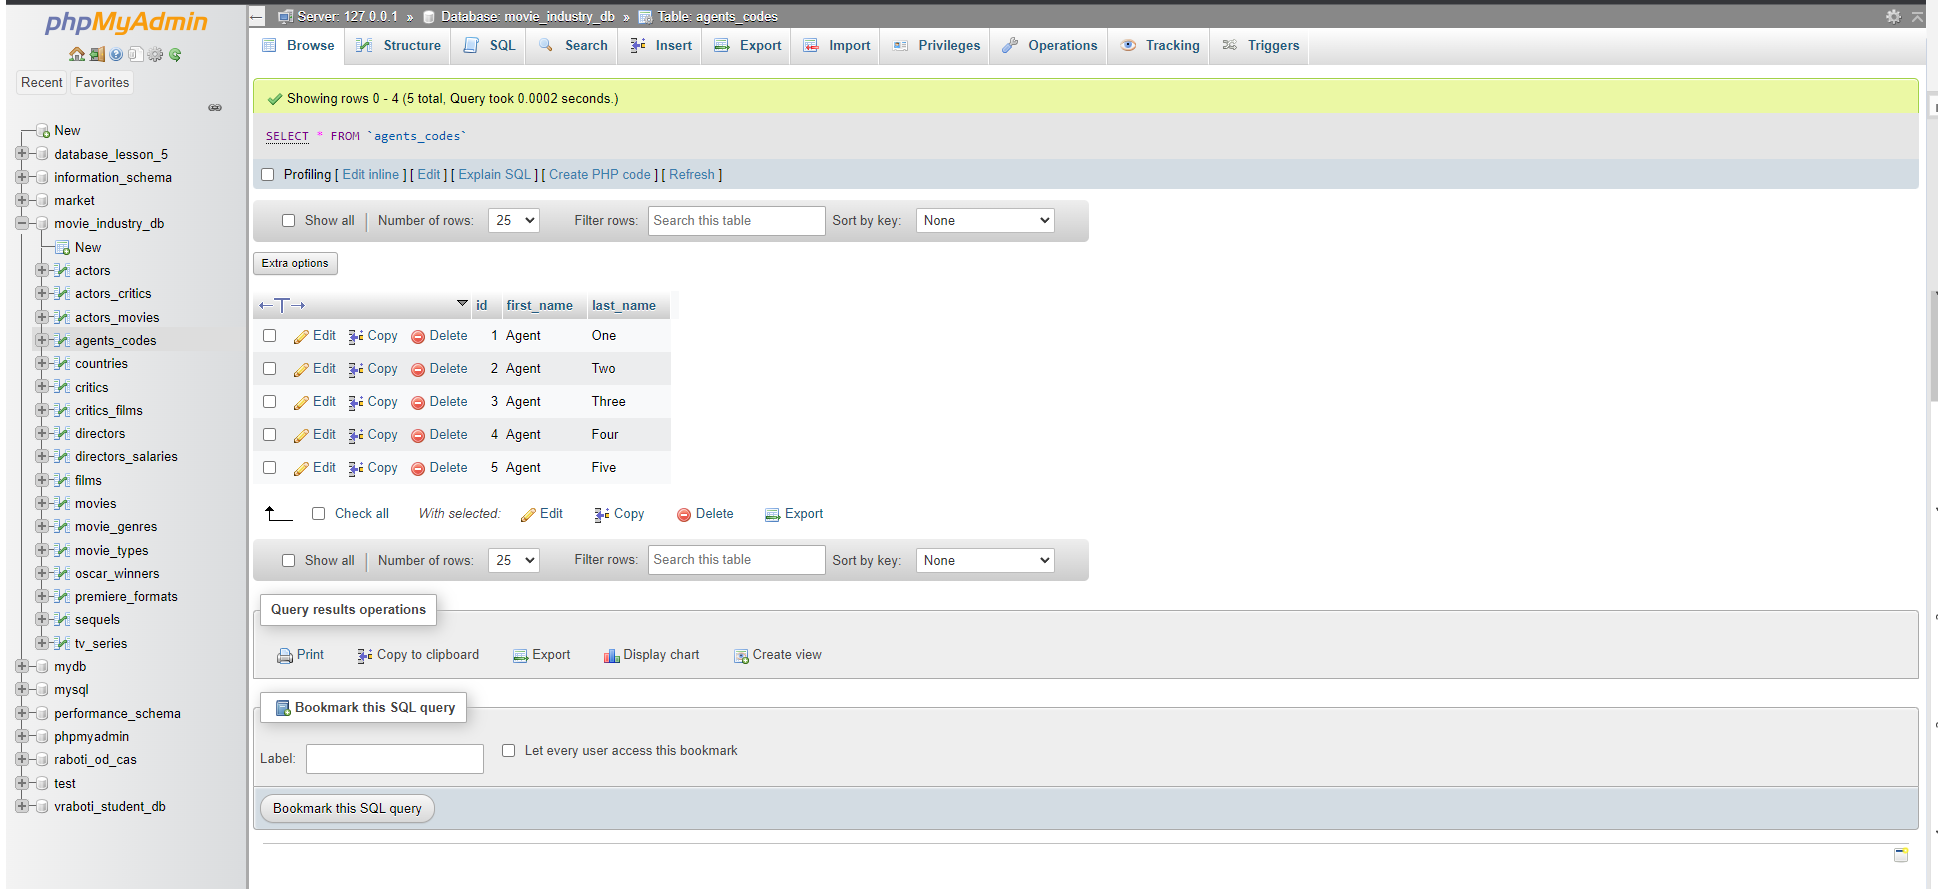 phpMyAdmin
Recent Favorites
New
database_lesson_5
information_schema
market
movie_industry_db
New
actors
actors_critics
actors_movies
agents_codes
countries
critics
critics_films
directors
directors_salaries
films
movies
movie_genres
movie_types
oscar_winners
premiere_formats
sequels
tv_series
mydb
mysql
performance_schema
phpmyadmin
raboti_od_cas
test
vraboti_student_db
Server: 127.0.0.1 » Database: movie_industry_db » Table: agents_codes
Browse Structure SQL Search Insert Export Import Privileges Operations Tracking Triggers
Showing rows 0 - 4 (5 total, Query took 0.0002 seconds.)
SELECT * FROM `agents_codes`
Profiling [ Edit inline ] [ Edit ] [ Explain SQL ] [ Create PHP code ] [ Refresh ]
Show all Number of rows: 25 Filter rows: Search this table Sort by key: None
Extra options
id first_name last_name
Edit Copy Delete 1 Agent One
Edit Copy Delete 2 Agent Two
Edit Copy Delete 3 Agent Three
Edit Copy Delete 4 Agent Four
Edit Copy Delete 5 Agent Five
Check all With selected: Edit Copy Delete Export
Show all Number of rows: 25 Filter rows: Search this table Sort by key: None
Query results operations
Print Copy to clipboard Export Display chart Create view
Bookmark this SQL query
Label: Let every user access this bookmark
Bookmark this SQL query